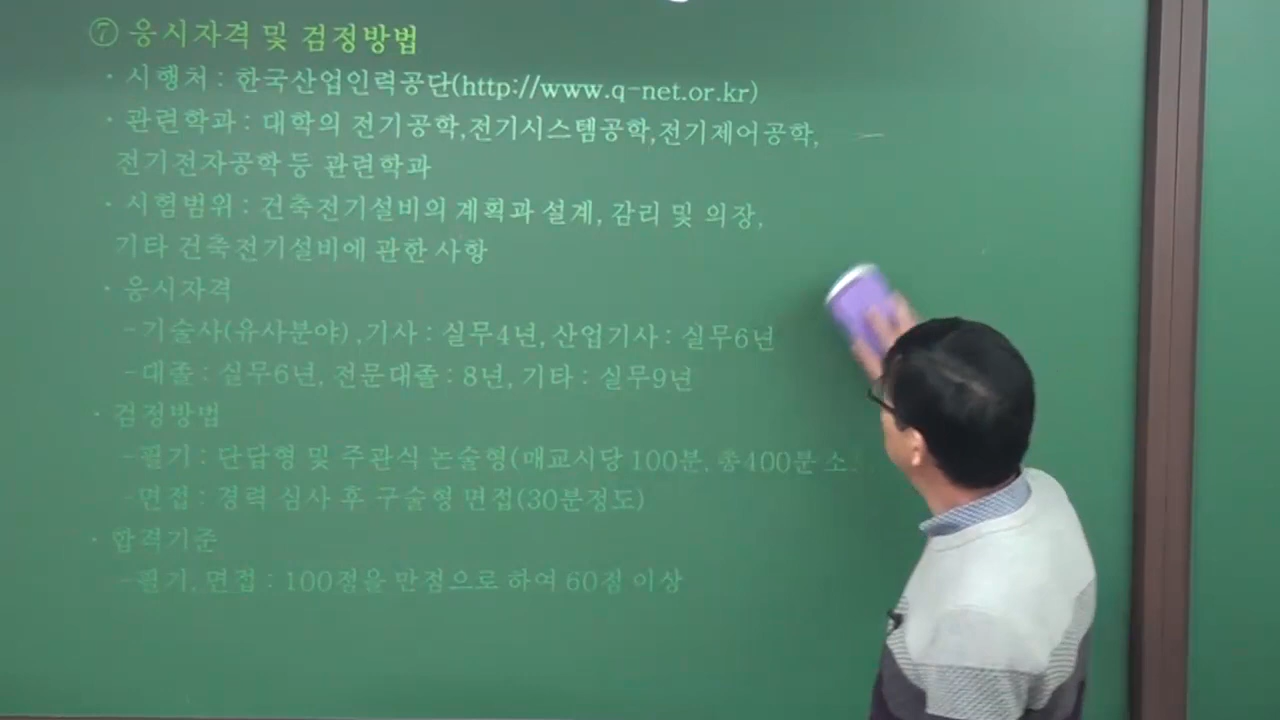 ⑦ 응시자격 및 검정방법
· 시행처 : 한국산업인력공단(http://www.q-net.or.kr)
· 관련학과 : 대학의 전기공학,전기시스템공학,전기제어공학,
전기전자공학 등 관련학과
· 시험범위 : 건축전기설비의 계획과 설계, 감리 및 의장,
기타 건축전기설비에 관한 사항
· 응시자격
-기술사(유사분야) ,기사 : 실무4년, 산업기사 : 실무6년
-대졸 : 실무6년, 전문대졸 : 8년, 기타 : 실무9년
· 검정방법
-필기 : 단답형 및 주관식 논술형(매교시당 100분, 총400분 소
-면접 : 경력 심사 후 구술형 면접(30분정도)
· 합격기준
-필기, 면접 : 100점을 만점으로 하여 60점 이상